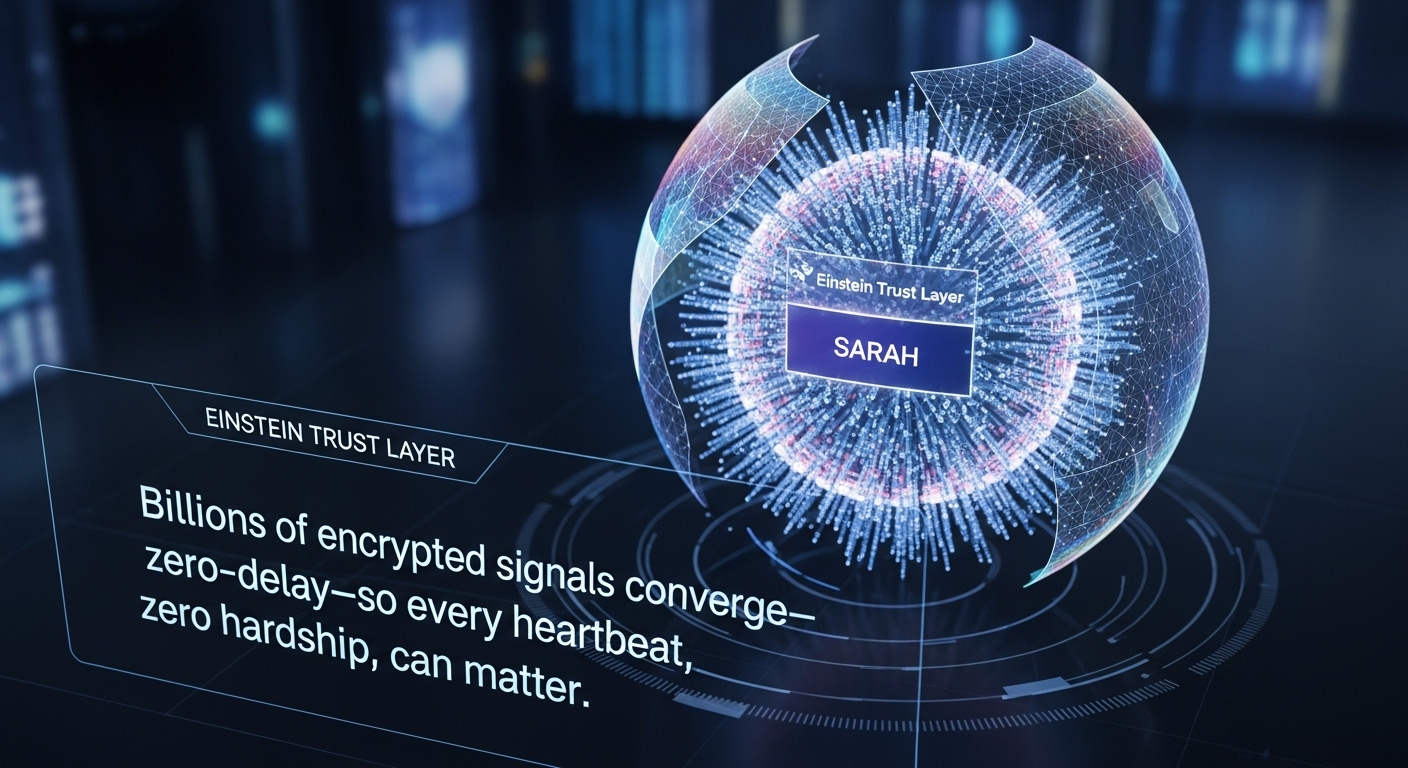 Einstein Trust Layer
SARAH
EINSTEIN TRUST LAYER
Billions of encrypted signals converge—
zero-delay—so every heartbeat,
zero hardship, can matter.